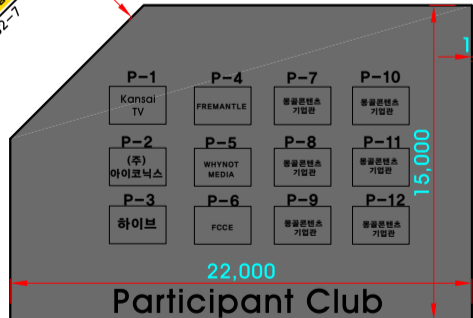 2-7
1
P-1
P-4
P-7
P-10
Kansai
TV
FREMANTLE
몽골콘텐츠
기업관
몽골콘텐츠
기업관
P-2
P-5
P-8
P-11
(주)
아이코닉스
WHYNOT
MEDIA
몽골콘텐츠
기업관
몽골콘텐츠
기업관
15,000
P-3
P-6
P-9
P-12
하이브
FCCE
몽골콘텐츠
기업관
몽골콘텐츠
기업관
22,000
Participant Club